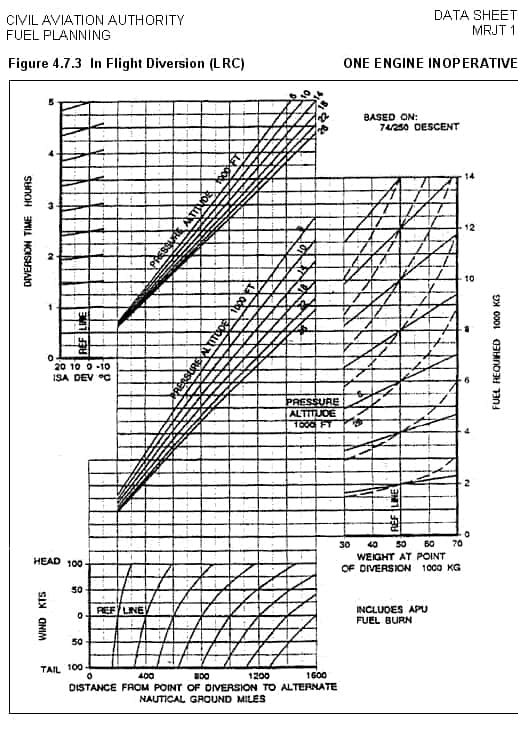 CIVIL AVIATION AUTHORITY
FUEL PLANNING
DATA SHEET
MRJT 1
Figure 4.7.3 In Flight Diversion (LRC)
ONE ENGINE INOPERATIVE
BASED ON:
74/250 DESCENT
6 10 14 18 22 26
PRESSURE ALTITUDE 1000 FT
DIVERSION TIME HOURS
5
4
3
2
1
0
REF LINE
20 10 0 -10
ISA DEV °C
6 10 14 18 22 26
PRESSURE ALTITUDE 1000 FT
14
12
10
8
6
4
2
0
FUEL REQUIRED 1000 KG
PRESSURE
ALTITUDE
1000 FT
6
26
REF LINE
30 40 50 60 70
WEIGHT AT POINT
OF DIVERSION 1000 KG
HEAD 100
50
0
50
TAIL 100
WIND KTS
REF LINE
0 400 800 1200 1600
DISTANCE FROM POINT OF DIVERSION TO ALTERNATE
NAUTICAL GROUND MILES
INCLUDES APU
FUEL BURN